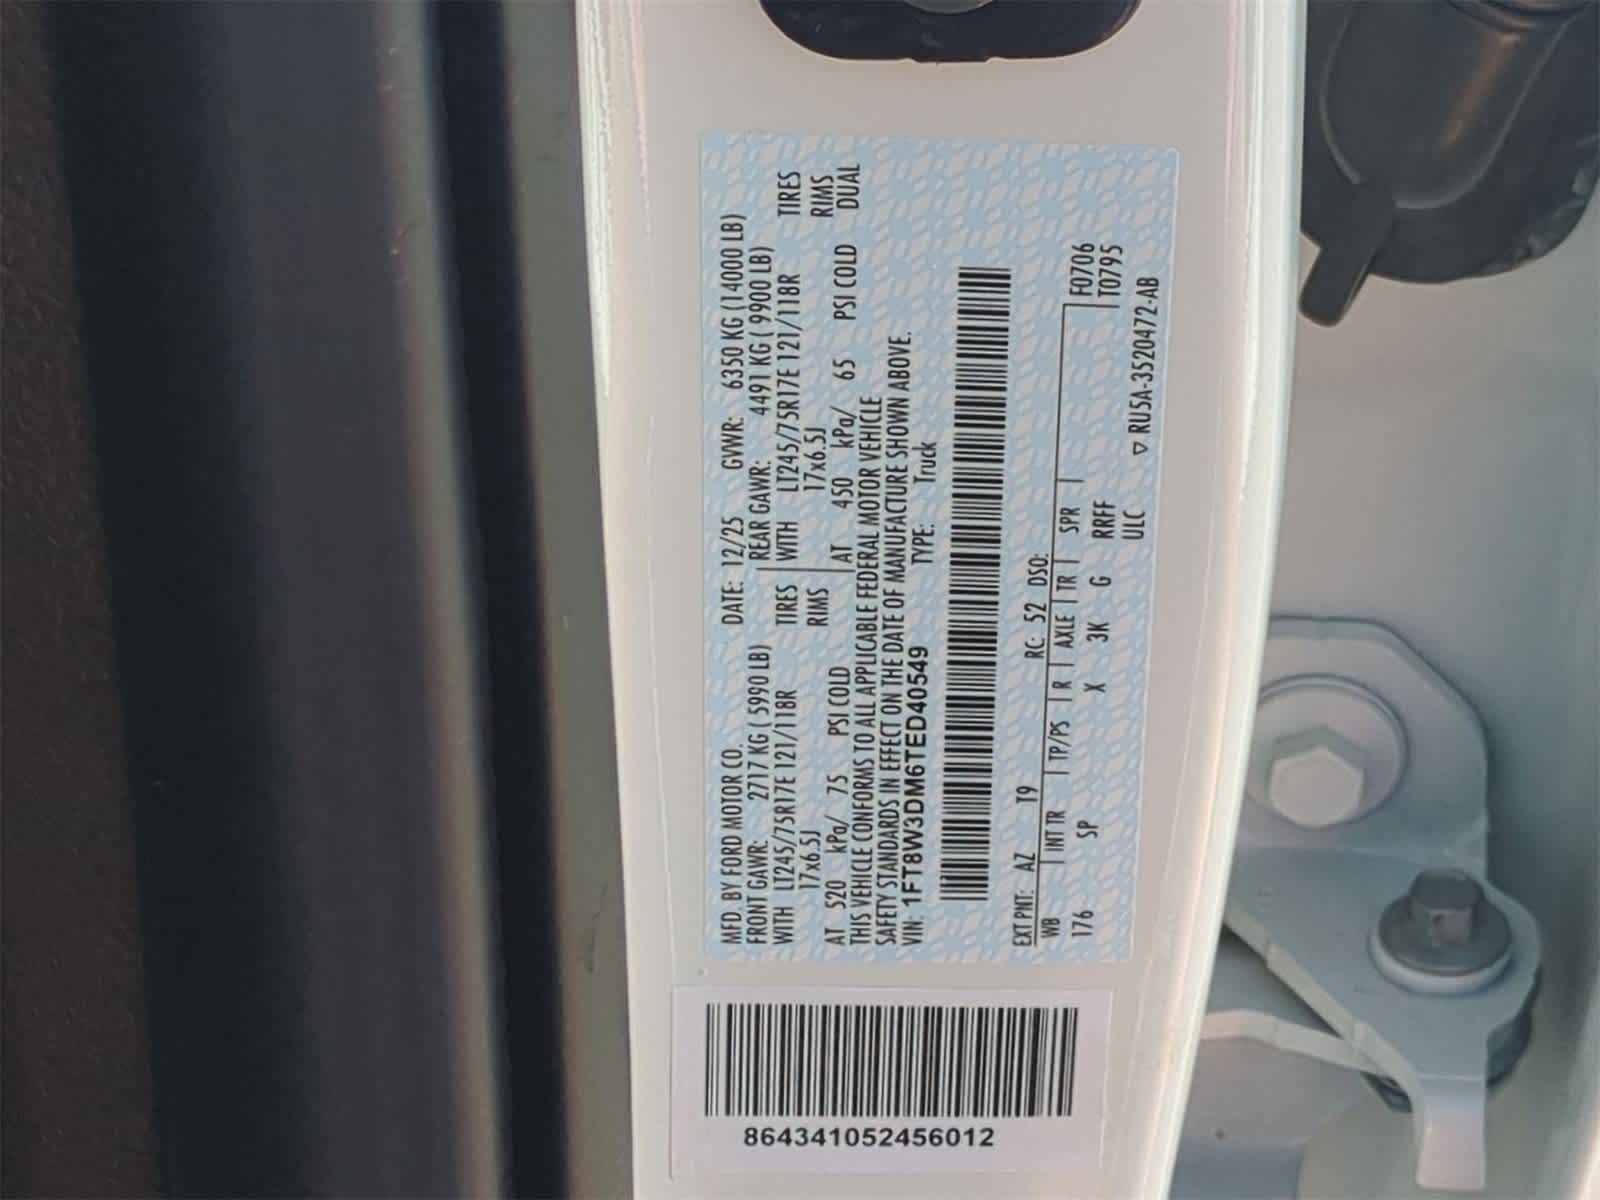 MFD. BY FORD MOTOR CO. DATE: 12/25 GVWR: 6350 KG (14000 LB)
FRONT GAWR: 2717 KG ( 5990 LB) REAR GAWR: 4491 KG ( 9900 LB)
WITH LT245/75R17E 121/118R TIRES WITH LT245/75R17E 121/118R TIRES
17x6.5J RIMS 17x6.5J RIMS
AT 520 kPa/ 75 PSI COLD AT 450 kPa/ 65 PSI COLD DUAL
THIS VEHICLE CONFORMS TO ALL APPLICABLE FEDERAL MOTOR VEHICLE
SAFETY STANDARDS IN EFFECT ON THE DATE OF MANUFACTURE SHOWN ABOVE.
VIN: 1FT8W3DM6TED40549 TYPE: Truck
EXT PNT: AZ T9 RC: 52 DSO:
WB INT TR TP/PS R AXLE TR SPR F0706
176 SP X 3K G RRFF T0795
ULC
▽ RU5A-3520472-AB
864341052456012